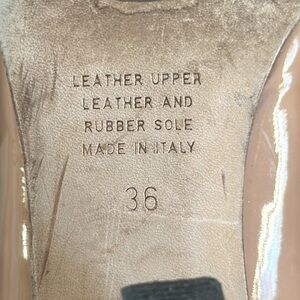 LEATHER UPPER
LEATHER AND
RUBBER SOLE
MADE IN ITALY
36